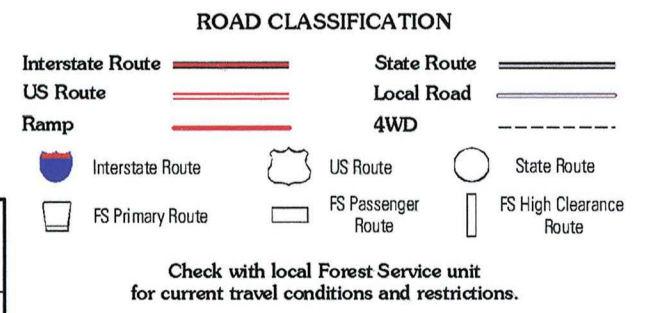 ROAD CLASSIFICATION
Interstate Route
State Route
US Route
Local Road
Ramp
4WD
Interstate Route
US Route
State Route
FS Primary Route
FS Passenger
Route
FS High Clearance
Route
Check with local Forest Service unit
for current travel conditions and restrictions.